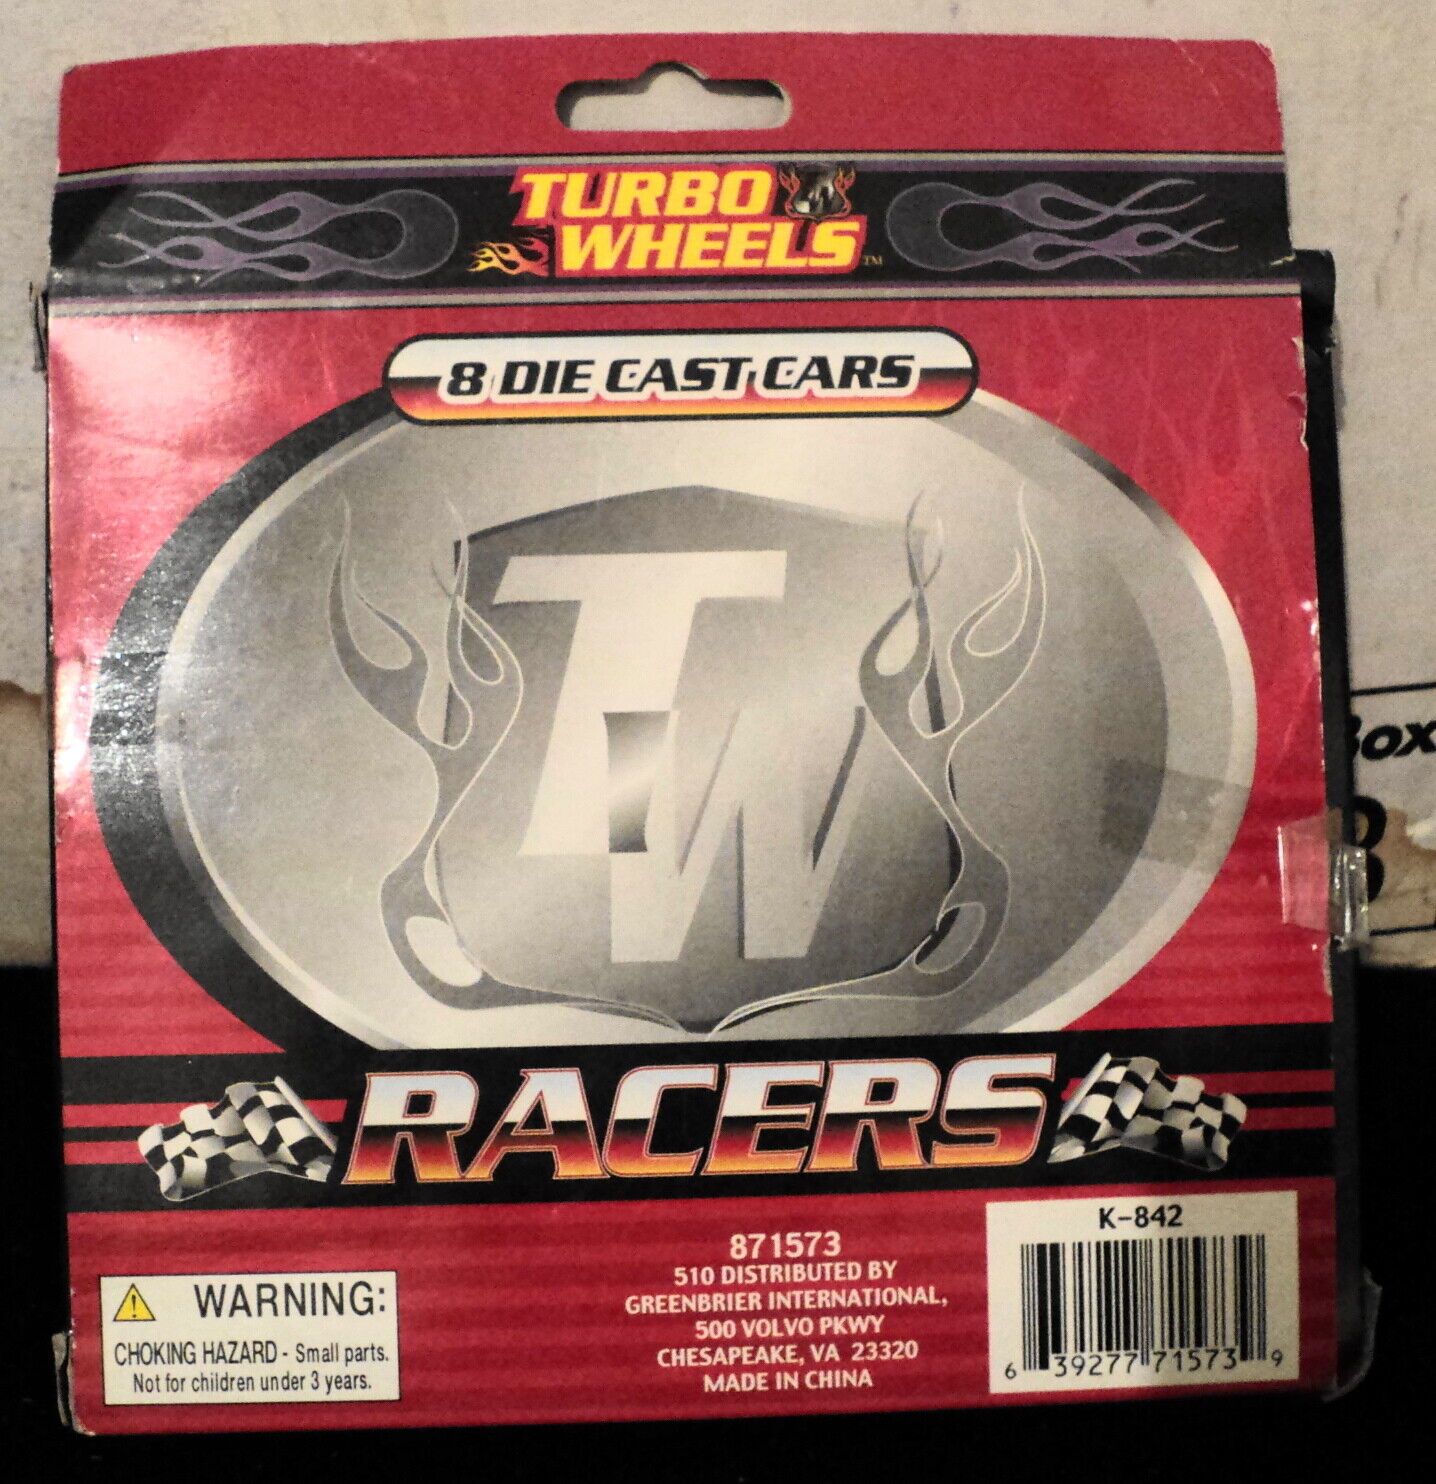 TURBO
WHEELS™
8 DIE CAST CARS
TW
RACERS
K-842
871573
510 DISTRIBUTED BY
GREENBRIER INTERNATIONAL,
500 VOLVO PKWY
CHESAPEAKE, VA 23320
MADE IN CHINA
WARNING:
CHOKING HAZARD - Small parts.
Not for children under 3 years.
6 39277 71573 9